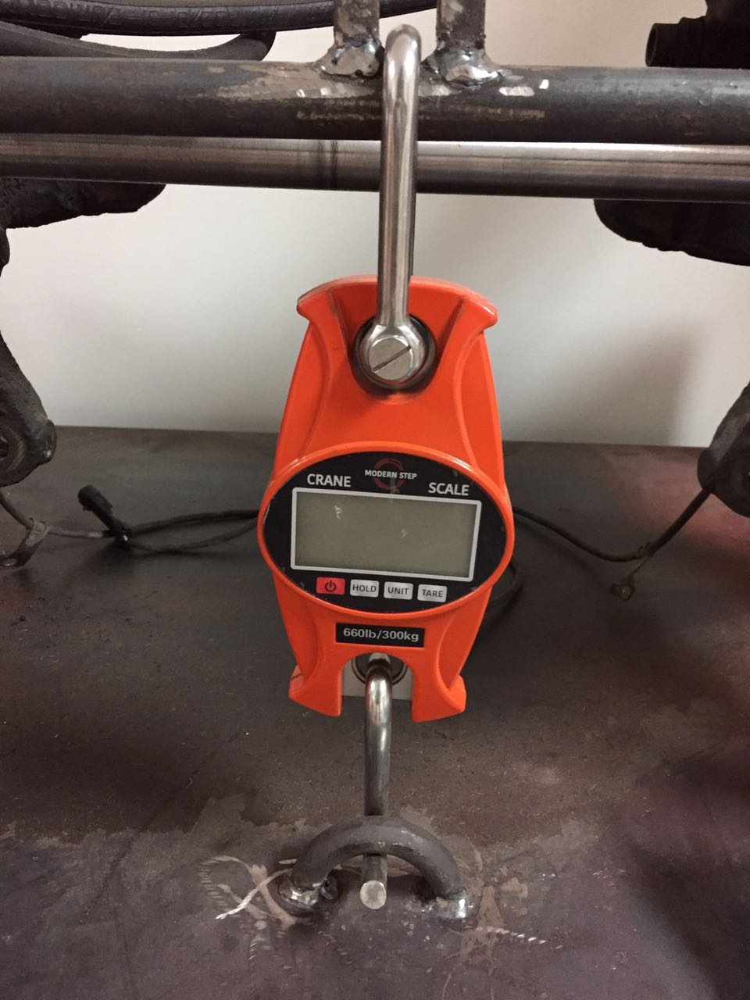 MODERN STEP
CRANE
SCALE
HOLD
UNIT
TARE
660lb/300kg